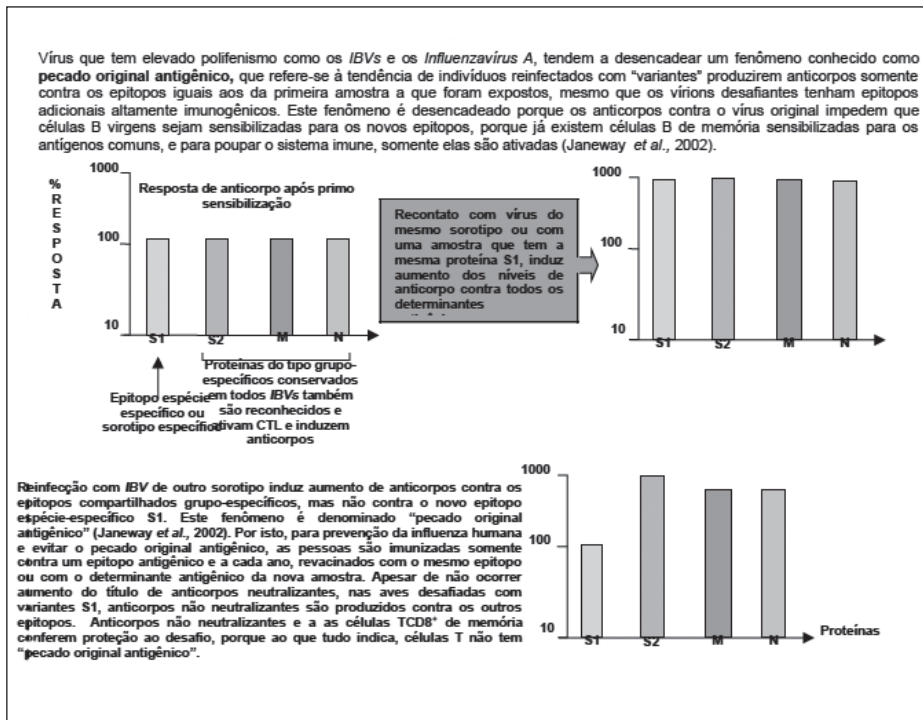 Vírus que tem elevado polifenismo como os IBVs e os Influenzavírus A, tendem a desencadear um fenômeno conhecido como
pecado original antigênico, que refere-se à tendência de indivíduos reinfectados com “variantes” produzirem anticorpos somente
contra os epitopos iguais aos da primeira amostra a que foram expostos, mesmo que os vírions desafiantes tenham epitopos
adicionais altamente imunogênicos. Este fenômeno é desencadeado porque os anticorpos contra o vírus original impedem que
células B virgens sejam sensibilizadas para os novos epitopos, porque já existem células B de memória sensibilizadas para os
antígenos comuns, e para poupar o sistema imune, somente elas são ativadas (Janeway et al., 2002).
% RESPOSTA
1000
100
10
Resposta de anticorpo após primo
sensibilização
S1
S2
M
N
Epitopo espécie
específico ou
sorotipo específico
Proteínas do tipo grupo-
específicos conservados
em todos IBVs também
são reconhecidos e
ativam CTL e induzem
anticorpos
Recontato com vírus do
mesmo sorotipo ou com
uma amostra que tem a
mesma proteína S1, induz
aumento dos níveis de
anticorpo contra todos os
determinantes
1000
100
10
S1
S2
M
N
Reinfecção com IBV de outro sorotipo induz aumento de anticorpos contra os
epitopos compartilhados grupo-específicos, mas não contra o novo epitopo
espécie-específico S1. Este fenômeno é denominado “pecado original
antigênico” (Janeway et al., 2002). Por isto, para prevenção da influenza humana
e evitar o pecado original antigênico, as pessoas são imunizadas somente
contra um epitopo antigênico e a cada ano, revacinados com o mesmo epitopo
ou com o determinante antigênico da nova amostra. Apesar de não ocorrer
aumento do título de anticorpos neutralizantes, nas aves desafiadas com
variantes S1, anticorpos não neutralizantes são produzidos contra os outros
epitopos. Anticorpos não neutralizantes e a as células TCD8+ de memória
conferem proteção ao desafio, porque ao que tudo indica, células T não tem
“pecado original antigênico”.
1000
100
10
S1
S2
M
N
Proteínas